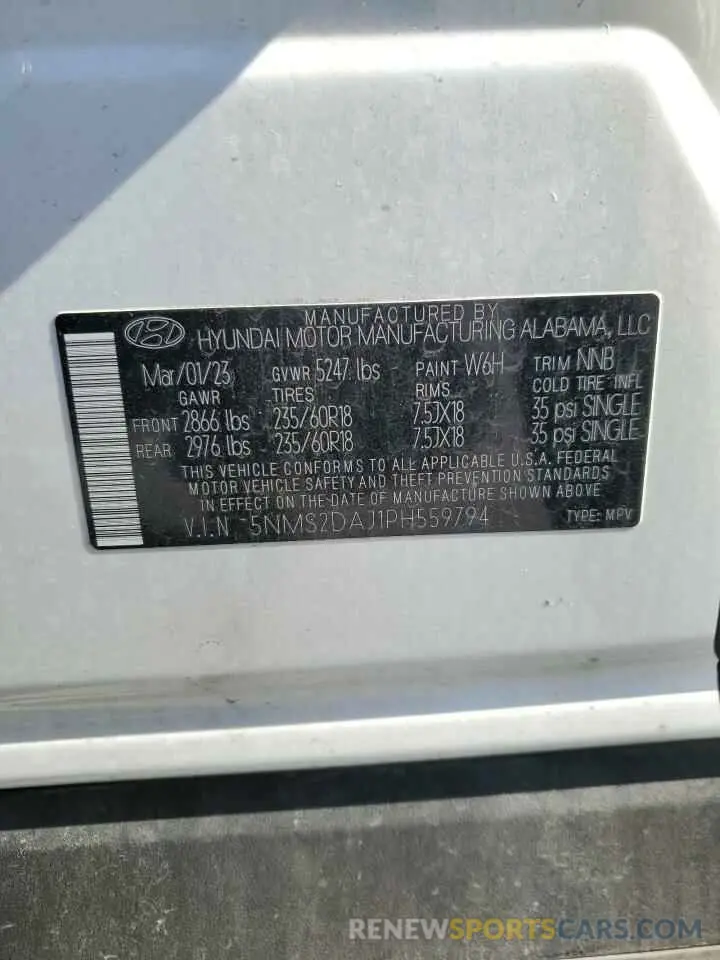 MANUFACTURED BY
HYUNDAI MOTOR MANUFACTURING ALABAMA, LLC
Mar/01/23 GVWR 5247 lbs PAINT W6H TRIM NNB
GAWR TIRES RIMS COLD TIRE INFL
FRONT 2866 lbs 235/60R18 7.5JX18 35 psi SINGLE
REAR 2976 lbs 235/60R18 7.5JX18 35 psi SINGLE
THIS VEHICLE CONFORMS TO ALL APPLICABLE U.S.A. FEDERAL
MOTOR VEHICLE SAFETY AND THEFT PREVENTION STANDARDS
IN EFFECT ON THE DATE OF MANUFACTURE SHOWN ABOVE
V.I.N 5NMS2DAJ1PH559794 TYPE: MPV
RENEWSPORTSCARS.COM